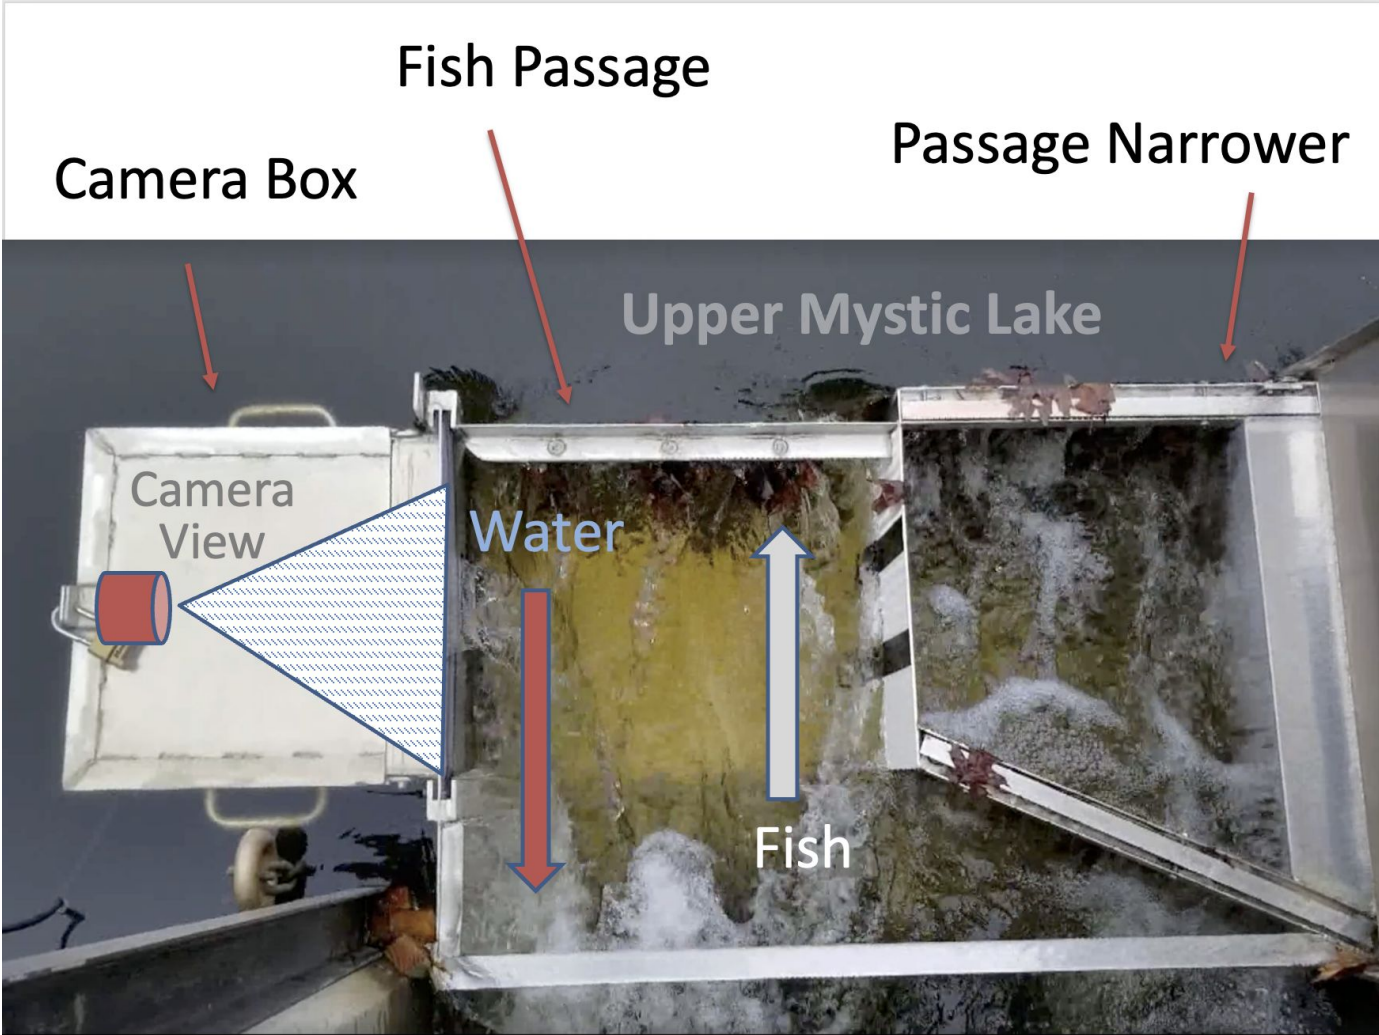 Fish Passage
Passage Narrower
Camera Box
Upper Mystic Lake
Camera
View
Water
Fish